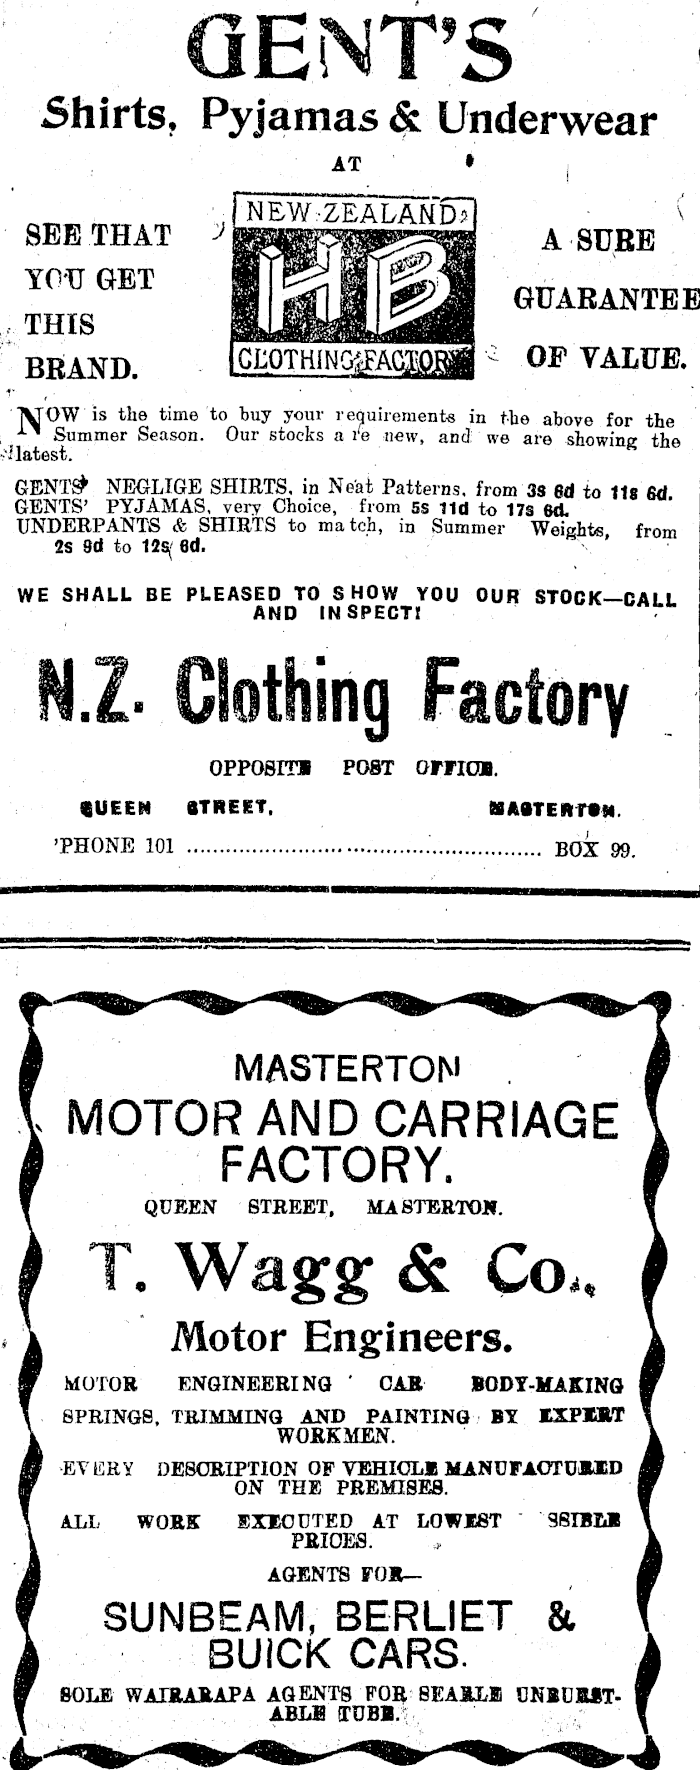 GENT'S
Shirts, Pyjamas & Underwear
AT
SEE THAT
YOU GET
THIS
BRAND.
NEW ZEALAND
HB
CLOTHING FACTORY
A SURE
GUARANTEE
OF VALUE.
NOW is the time to buy your requirements in the above for the
Summer Season. Our stocks are new, and we are showing the
latest.
GENTS' NEGLIGE SHIRTS, in Neat Patterns, from 3s 6d to 11s 6d.
GENTS' PYJAMAS, very Choice, from 5s 11d to 17s 6d.
UNDERPANTS & SHIRTS to match, in Summer Weights, from
2s 9d to 12s 6d.
WE SHALL BE PLEASED TO SHOW YOU OUR STOCK—CALL
AND INSPECT!
N.Z. Clothing Factory
OPPOSITE POST OFFICE.
QUEEN STREET, MASTERTON.
'PHONE 101 ........................................................ BOX 99.
MASTERTON
MOTOR AND CARRIAGE
FACTORY.
QUEEN STREET, MASTERTON.
T. Wagg & Co.,
Motor Engineers.
MOTOR ENGINEERING CAR BODY-MAKING
SPRINGS, TRIMMING AND PAINTING BY EXPERT
WORKMEN.
EVERY DESCRIPTION OF VEHICLE MANUFACTURED
ON THE PREMISES.
ALL WORK EXECUTED AT LOWEST SSIBLE
PRICES.
AGENTS FOR—
SUNBEAM, BERLIET &
BUICK CARS.
SOLE WAIRARAPA AGENTS FOR SEARLE UNBURST-
ABLE TUBE.